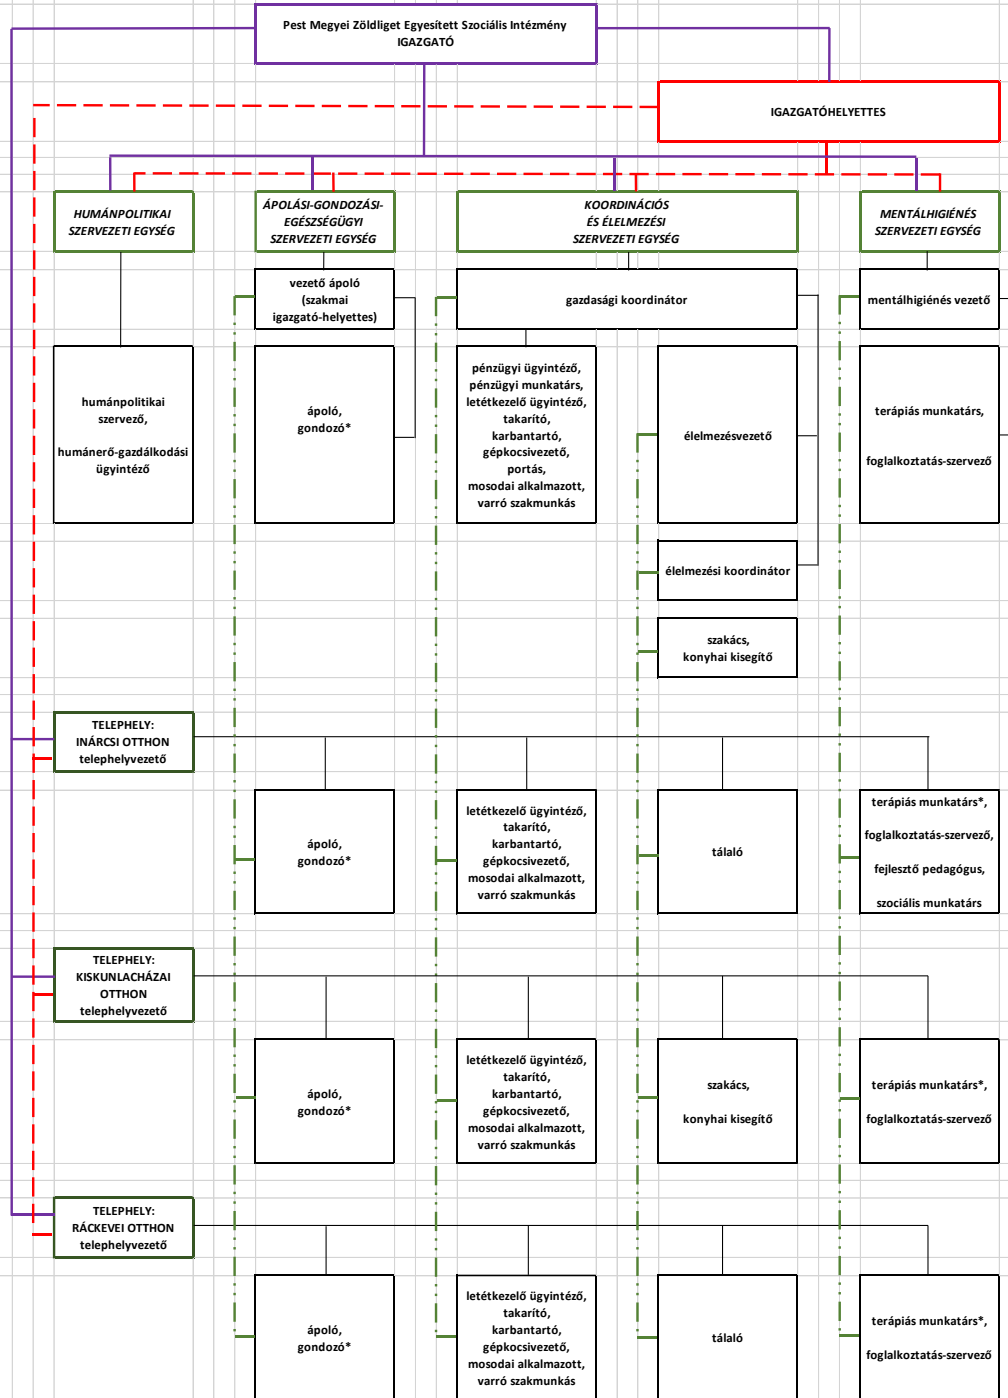 Pest Megyei Zöldliget Egyesített Szociális Intézmény
IGAZGATÓ
IGAZGATÓHELYETTES
HUMÁNPOLITIKAI
SZERVEZETI EGYSÉG
ÁPOLÁSI-GONDOZÁSI-
EGÉSZSÉGÜGYI
SZERVEZETI EGYSÉG
KOORDINÁCIÓS
ÉS ÉLELMEZÉSI
SZERVEZETI EGYSÉG
MENTÁLHIGIÉNÉS
SZERVEZETI EGYSÉG
vezető ápoló
(szakmai
igazgató-helyettes)
gazdasági koordinátor
mentálhigiénés vezető
humánpolitikai
szervező,
humánerő-gazdálkodási
ügyintéző
ápoló,
gondozó*
pénzügyi ügyintéző,
pénzügyi munkatárs,
letétkezelő ügyintéző,
takarító,
karbantartó,
gépkocsivezető,
portás,
mosodai alkalmazott,
varró szakmunkás
élelmezésvezető
terápiás munkatárs,
foglalkoztatás-szervező
élelmezési koordinátor
szakács,
konyhai kisegítő
TELEPHELY:
INÁRCSI OTTHON
telephelyvezető
ápoló,
gondozó*
letétkezelő ügyintéző,
takarító,
karbantartó,
gépkocsivezető,
mosodai alkalmazott,
varró szakmunkás
tálaló
terápiás munkatárs*,
foglalkoztatás-szervező,
fejlesztő pedagógus,
szociális munkatárs
TELEPHELY:
KISKUNLACHÁZAI
OTTHON
telephelyvezető
ápoló,
gondozó*
letétkezelő ügyintéző,
takarító,
karbantartó,
gépkocsivezető,
mosodai alkalmazott,
varró szakmunkás
szakács,
konyhai kisegítő
terápiás munkatárs*,
foglalkoztatás-szervező
TELEPHELY:
RÁCKEVEI OTTHON
telephelyvezető
ápoló,
gondozó*
letétkezelő ügyintéző,
takarító,
karbantartó,
gépkocsivezető,
mosodai alkalmazott,
varró szakmunkás
tálaló
terápiás munkatárs*,
foglalkoztatás-szervező